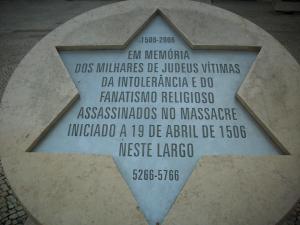 1506-2006
EM MEMÓRIA
DOS MILHARES DE JUDEUS VÍTIMAS
DA INTOLERÂNCIA E DO
FANATISMO RELIGIOSO
ASSASSINADOS NO MASSACRE
INICIADO A 19 DE ABRIL DE 1506
NESTE LARGO
5266-5766